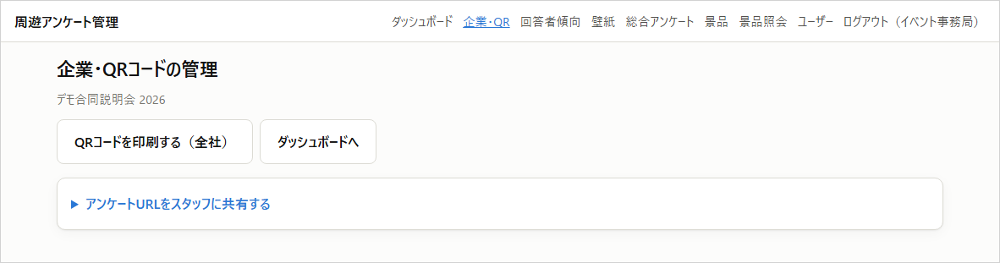 周遊アンケート管理 ダッシュボード 企業・QR 回答者傾向 壁紙 総合アンケート 景品 景品照会 ユーザー ログアウト（イベント事務局）
企業・QRコードの管理
デモ合同説明会 2026
QRコードを印刷する（全社） ダッシュボードへ
▶ アンケートURLをスタッフに共有する